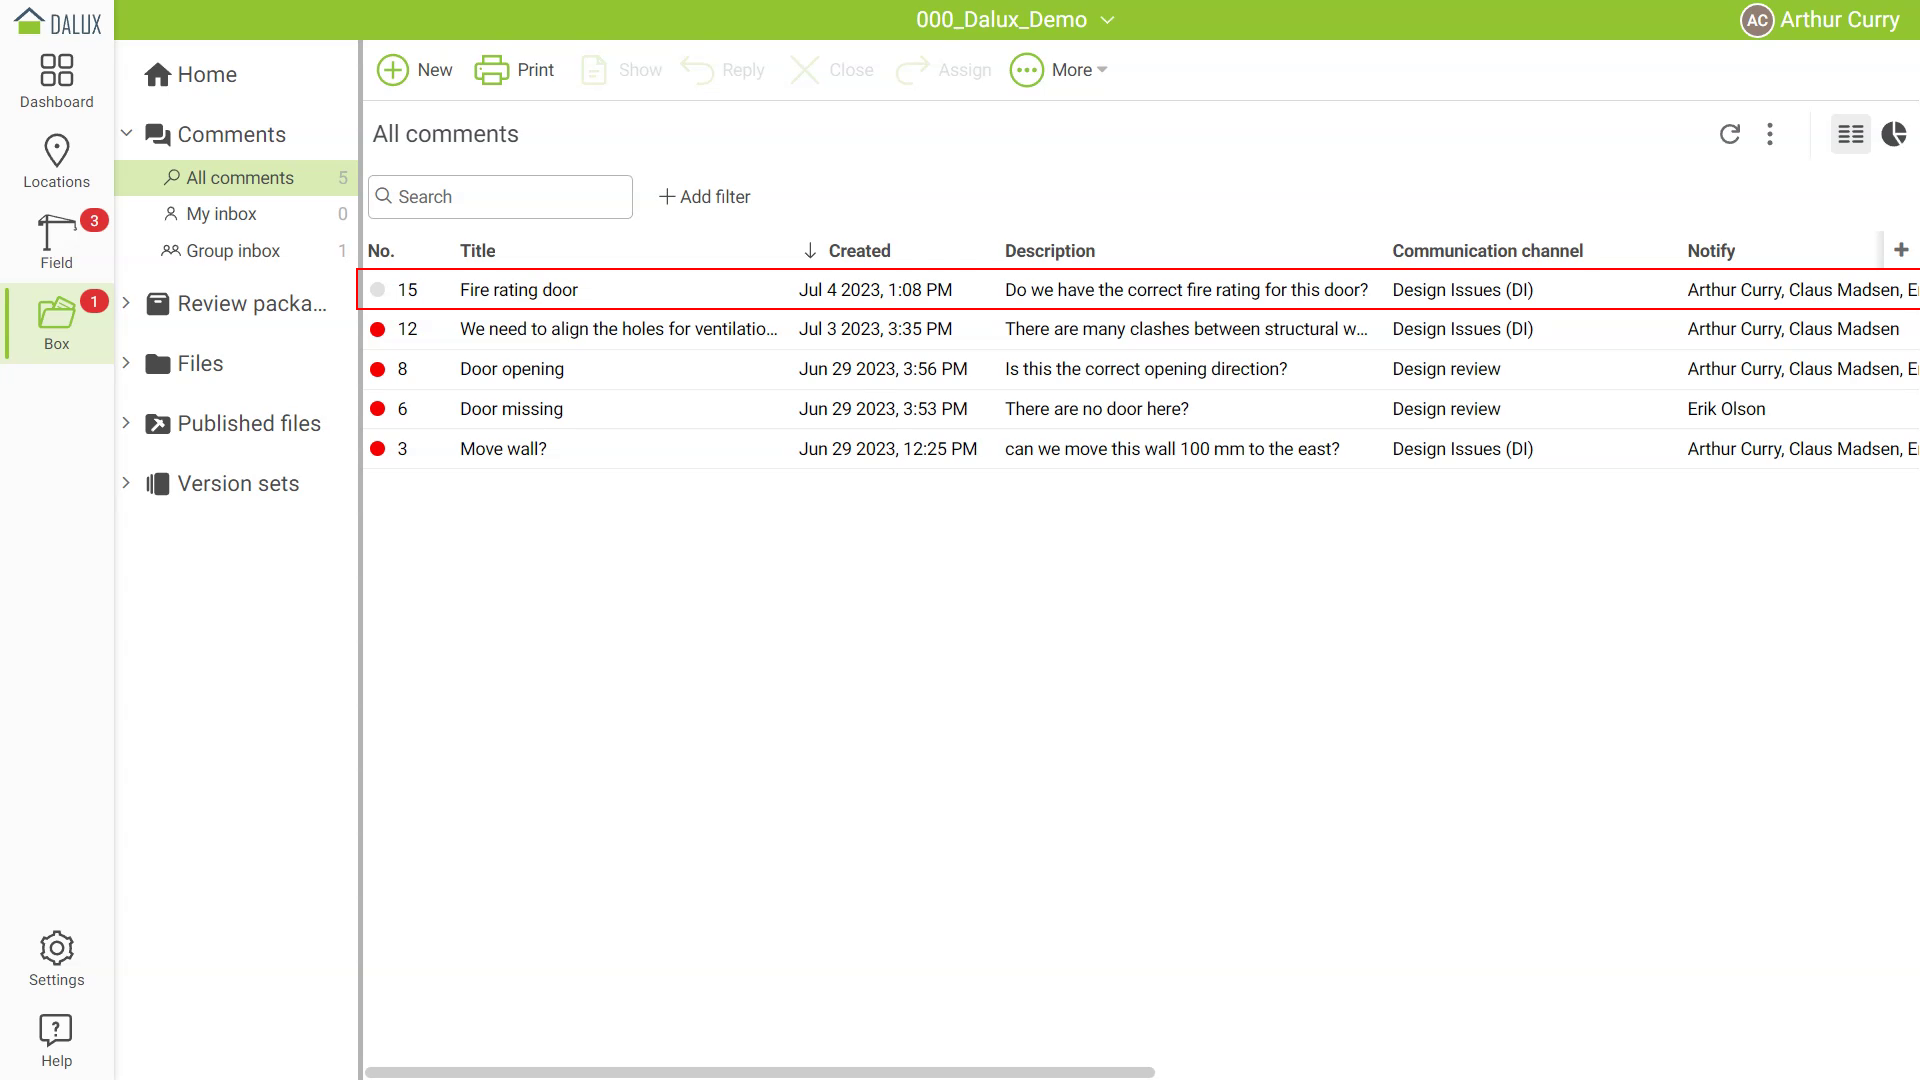 DALUX
000_Dalux_Demo
AC Arthur Curry
Dashboard
Locations
3
Field
1
Box
Settings
?
Help
Home
Comments
All comments 5
My inbox 0
Group inbox 1
Review packa...
Files
Published files
Version sets
New Print Show Reply Close Assign More
All comments
Search Add filter
No. Title Created Description Communication channel Notify
15 Fire rating door Jul 4 2023, 1:08 PM Do we have the correct fire rating for this door? Design Issues (DI) Arthur Curry, Claus Madsen, E
12 We need to align the holes for ventilatio... Jul 3 2023, 3:35 PM There are many clashes between structural w... Design Issues (DI) Arthur Curry, Claus Madsen
8 Door opening Jun 29 2023, 3:56 PM Is this the correct opening direction? Design review Arthur Curry, Claus Madsen, E
6 Door missing Jun 29 2023, 3:53 PM There are no door here? Design review Erik Olson
3 Move wall? Jun 29 2023, 12:25 PM can we move this wall 100 mm to the east? Design Issues (DI) Arthur Curry, Claus Madsen, E